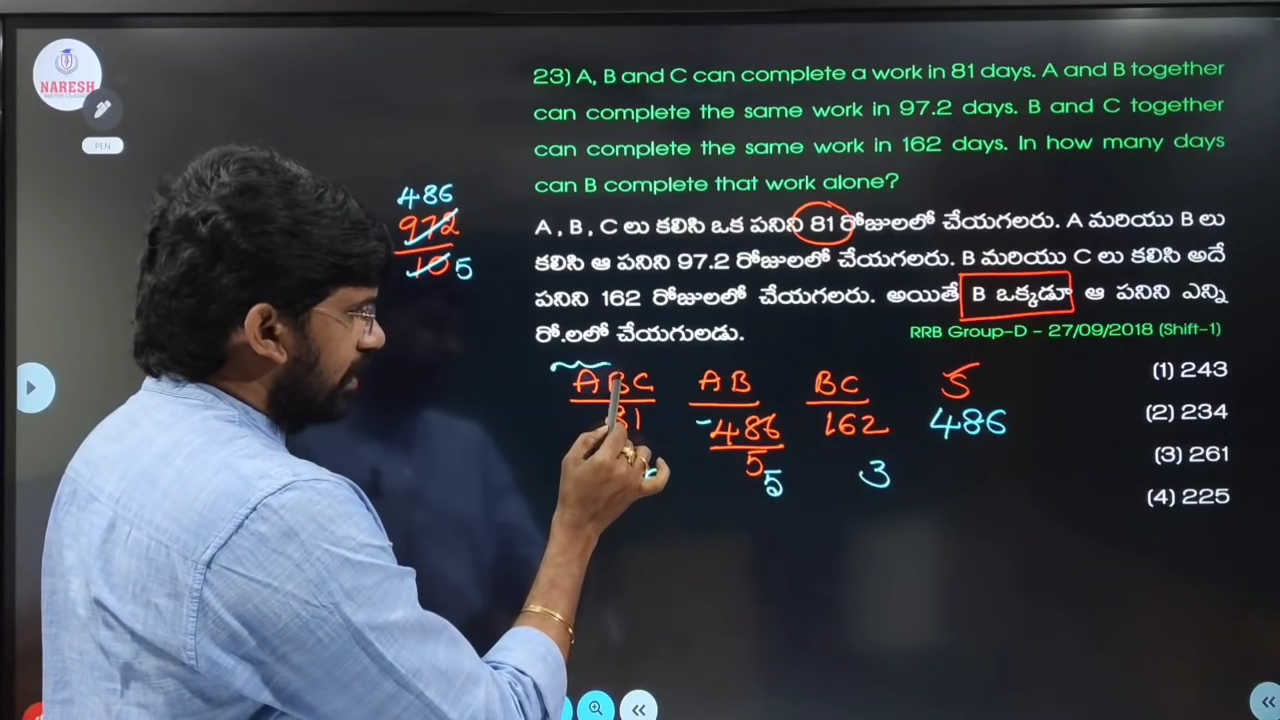 NARESH
PEN
23) A, B and C can complete a work in 81 days. A and B together
can complete the same work in 97.2 days. B and C together
can complete the same work in 162 days. In how many days
can B complete that work alone?
A, B, C లు కలిసి ఒక పనిని 81 రోజులలో చేయగలరు. A మరియు B లు
కలిసి ఆ పనిని 97.2 రోజులలో చేయగలరు. B మరియు C లు కలిసి అదే
పనిని 162 రోజులలో చేయగలరు. అయితే B ఒక్కడూ ఆ పనిని ఎన్ని
రో.లలో చేయగులడు.
RRB Group-D - 27/09/2018 (Shift-1)
486
972
10 5
ABC AB BC S
81 486 162 486
5
5 3
(1) 243
(2) 234
(3) 261
(4) 225